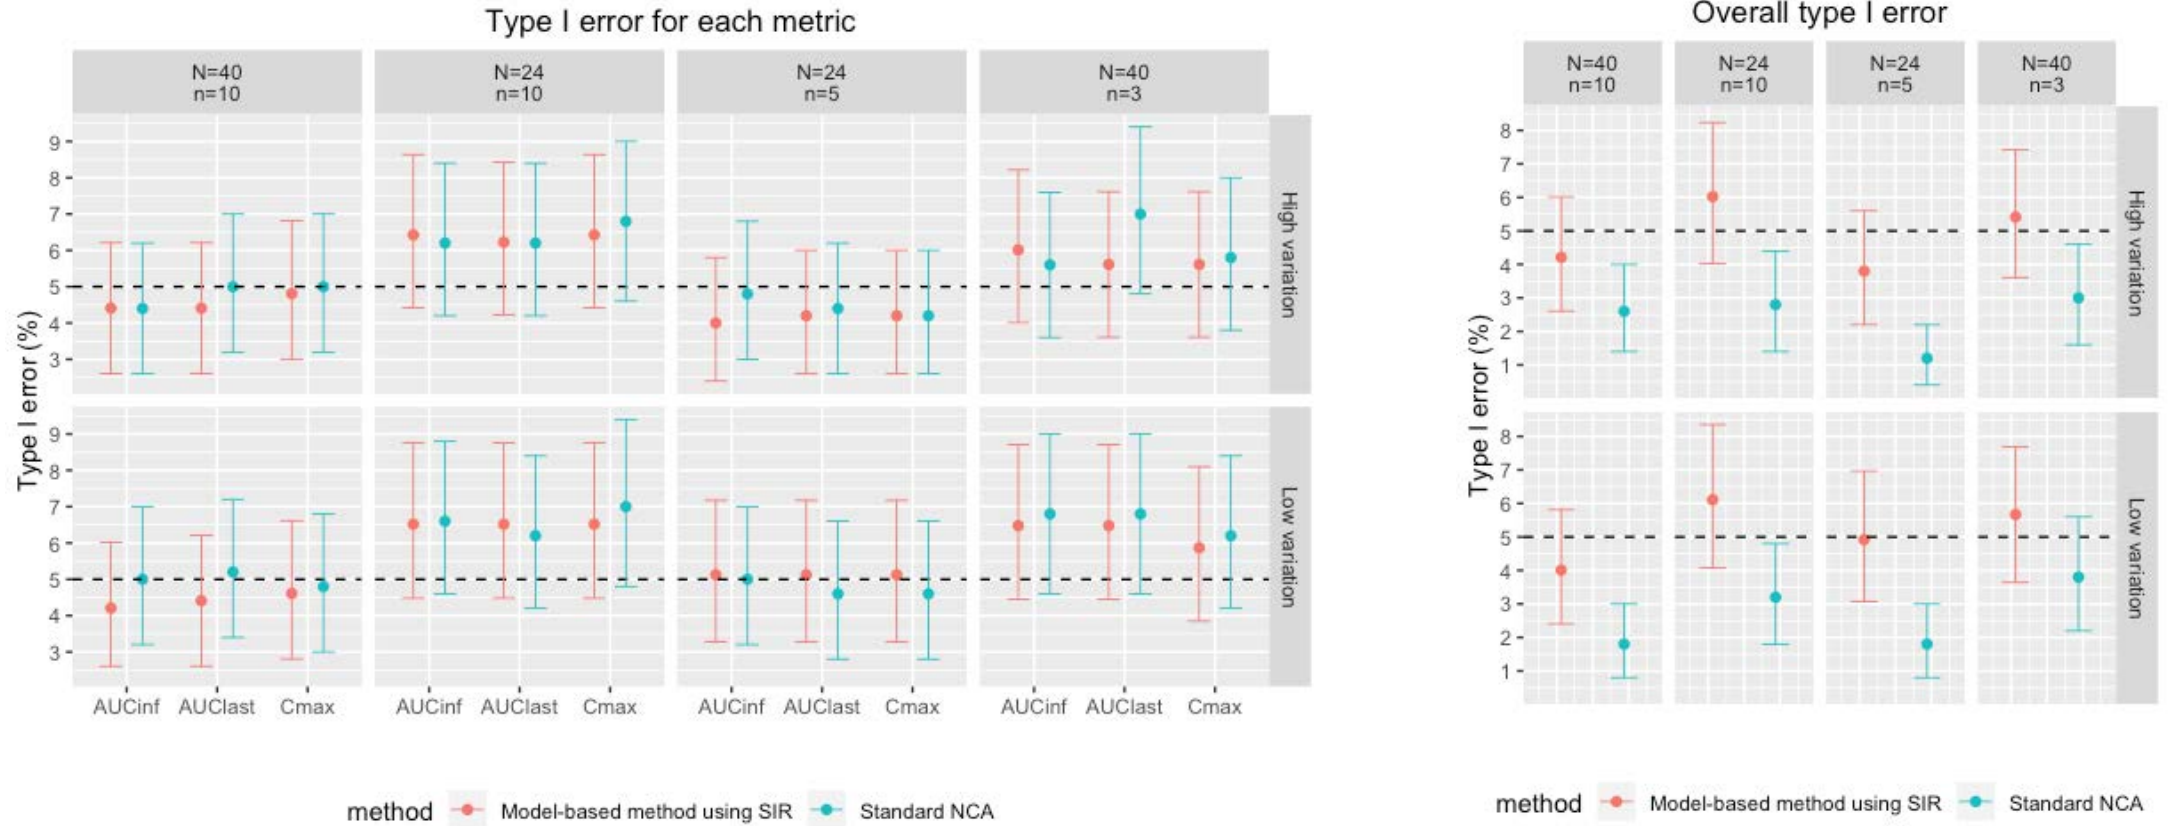 Type I error for each metric
N=40
n=10
N=24
n=10
N=24
n=5
N=40
n=3
Type I error (%)
9
8
7
6
5
4
3
High variation
9
8
7
6
5
4
3
Low variation
AUCinf AUClast Cmax
AUCinf AUClast Cmax
AUCinf AUClast Cmax
AUCinf AUClast Cmax
method Model-based method using SIR Standard NCA
Overall type I error
N=40
n=10
N=24
n=10
N=24
n=5
N=40
n=3
Type I error (%)
8
7
6
5
4
3
2
1
High variation
8
7
6
5
4
3
2
1
Low variation
method Model-based method using SIR Standard NCA